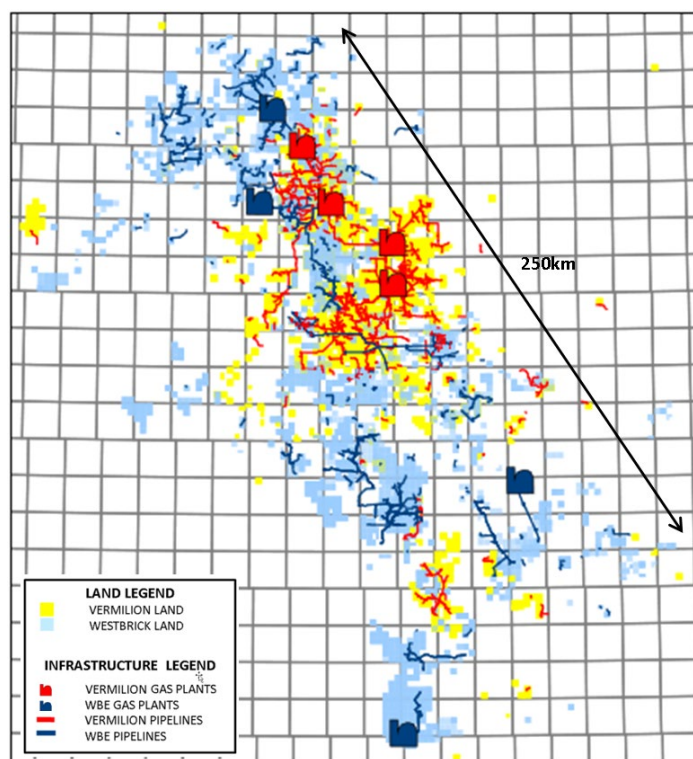 250km
LAND LEGEND
VERMILION LAND
WESTBRICK LAND
INFRASTRUCTURE LEGEND
VERMILION GAS PLANTS
WBE GAS PLANTS
VERMILION PIPELINES
WBE PIPELINES